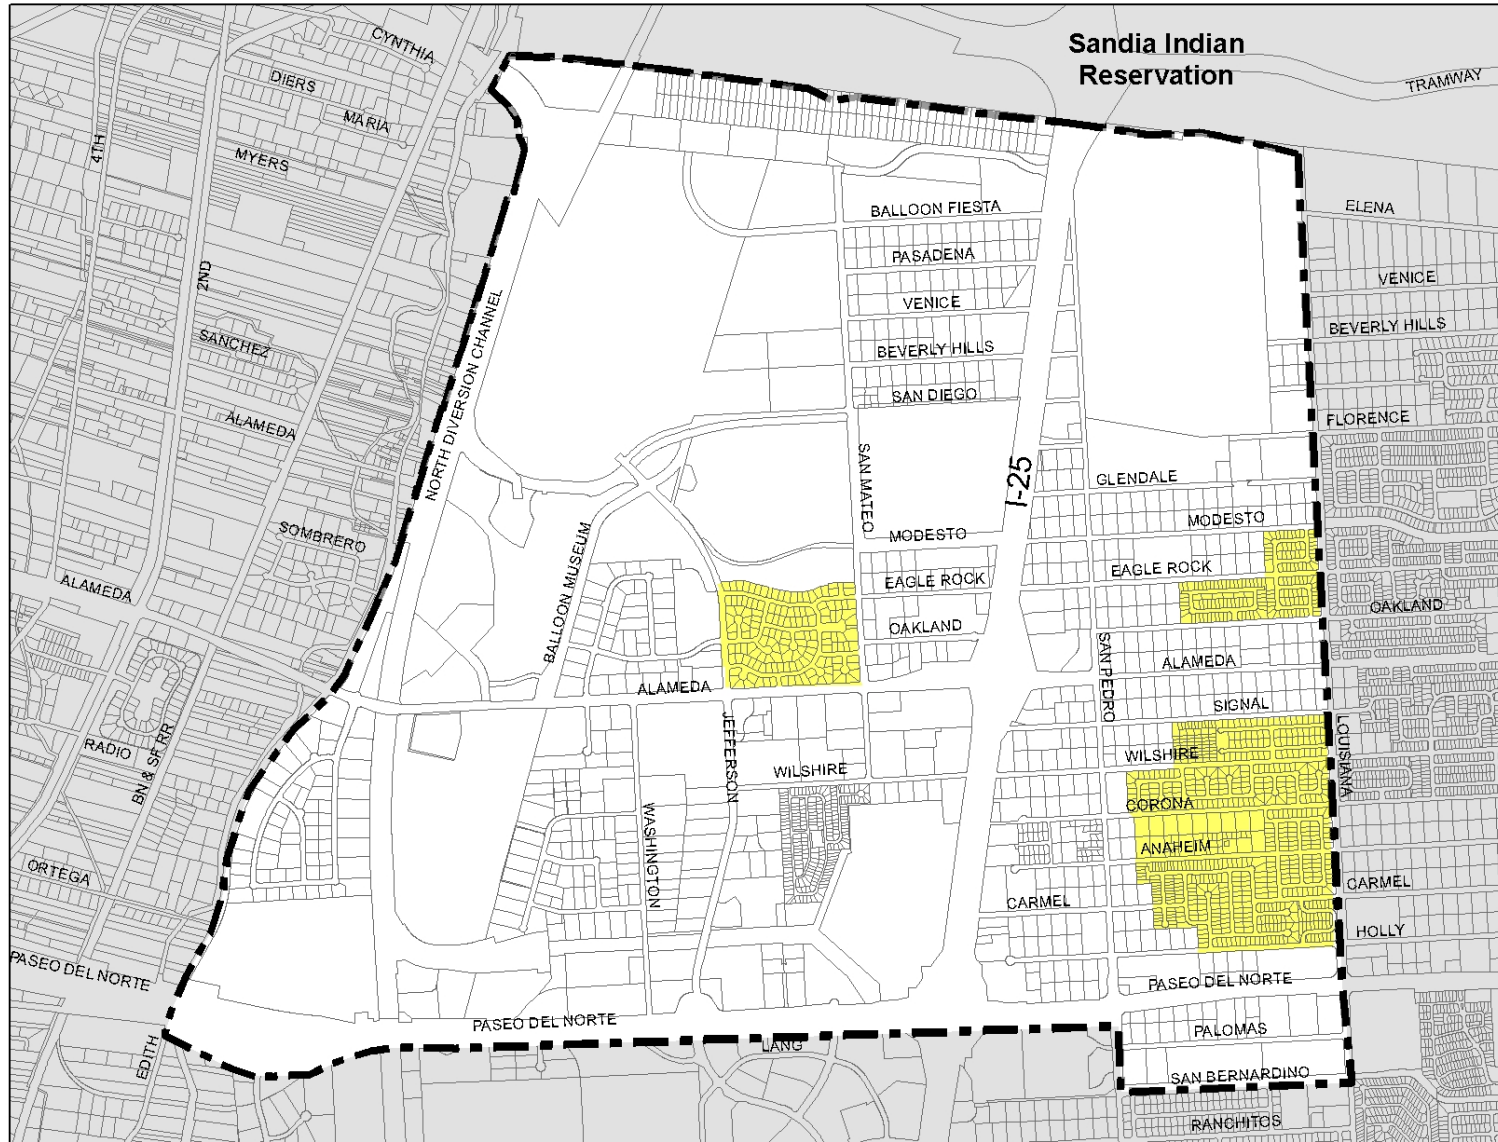 Sandia Indian
Reservation
CYNTHIA
TRAMWAY
DIERS
MARIA
4TH
MYERS
ELENA
BALLOON FIESTA
PASADENA
2ND
VENICE
VENICE
BEVERLY HILLS
SANCHEZ
BEVERLY HILLS
NORTH DIVERSION CHANNEL
SAN DIEGO
ALAMEDA
FLORENCE
SAN MATEO
I-25
GLENDALE
MODESTO
SOMBRERO
MODESTO
BALLOON MUSEUM
EAGLE ROCK
EAGLE ROCK
ALAMEDA
OAKLAND
OAKLAND
SAN PEDRO
ALAMEDA
ALAMEDA
SIGNAL
JEFFERSON
RADIO
BN & SF RR
LOUISIANA
WILSHIRE
WILSHIRE
CORONA
WASHINGTON
ANAHEIM
ORTEGA
CARMEL
CARMEL
HOLLY
PASEO DEL NORTE
PASEO DEL NORTE
PASEO DEL NORTE
PALOMAS
EDITH
LANG
SAN BERNARDINO
RANCHITOS